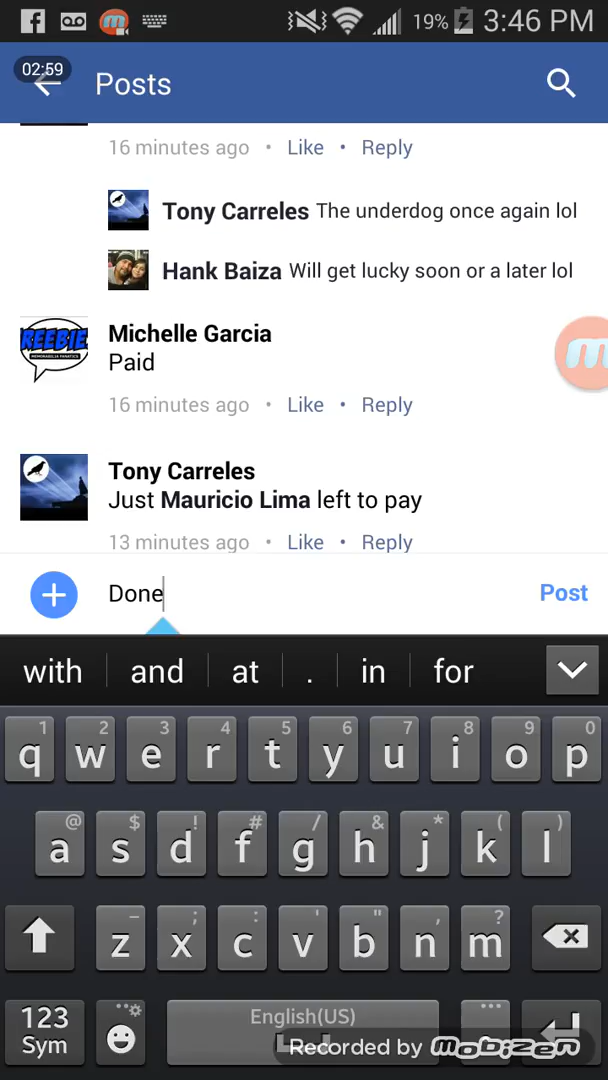 19% 3:46 PM
02:59
Posts
16 minutes ago • Like • Reply
Tony Carreles The underdog once again lol
Hank Baiza Will get lucky soon or a later lol
REEBIE
Michelle Garcia
Paid
16 minutes ago • Like • Reply
Tony Carreles
Just Mauricio Lima left to pay
13 minutes ago • Like • Reply
Done
Post
with and at . in for
1 2 3 4 5 6 7 8 9 0
q w e r t y u i o p
@ $ ! # / & * ( )
a s d f g h j k l
- ; : ' " , ?
z x c v b n m
123 English(US)
Sym
Recorded by mobizen